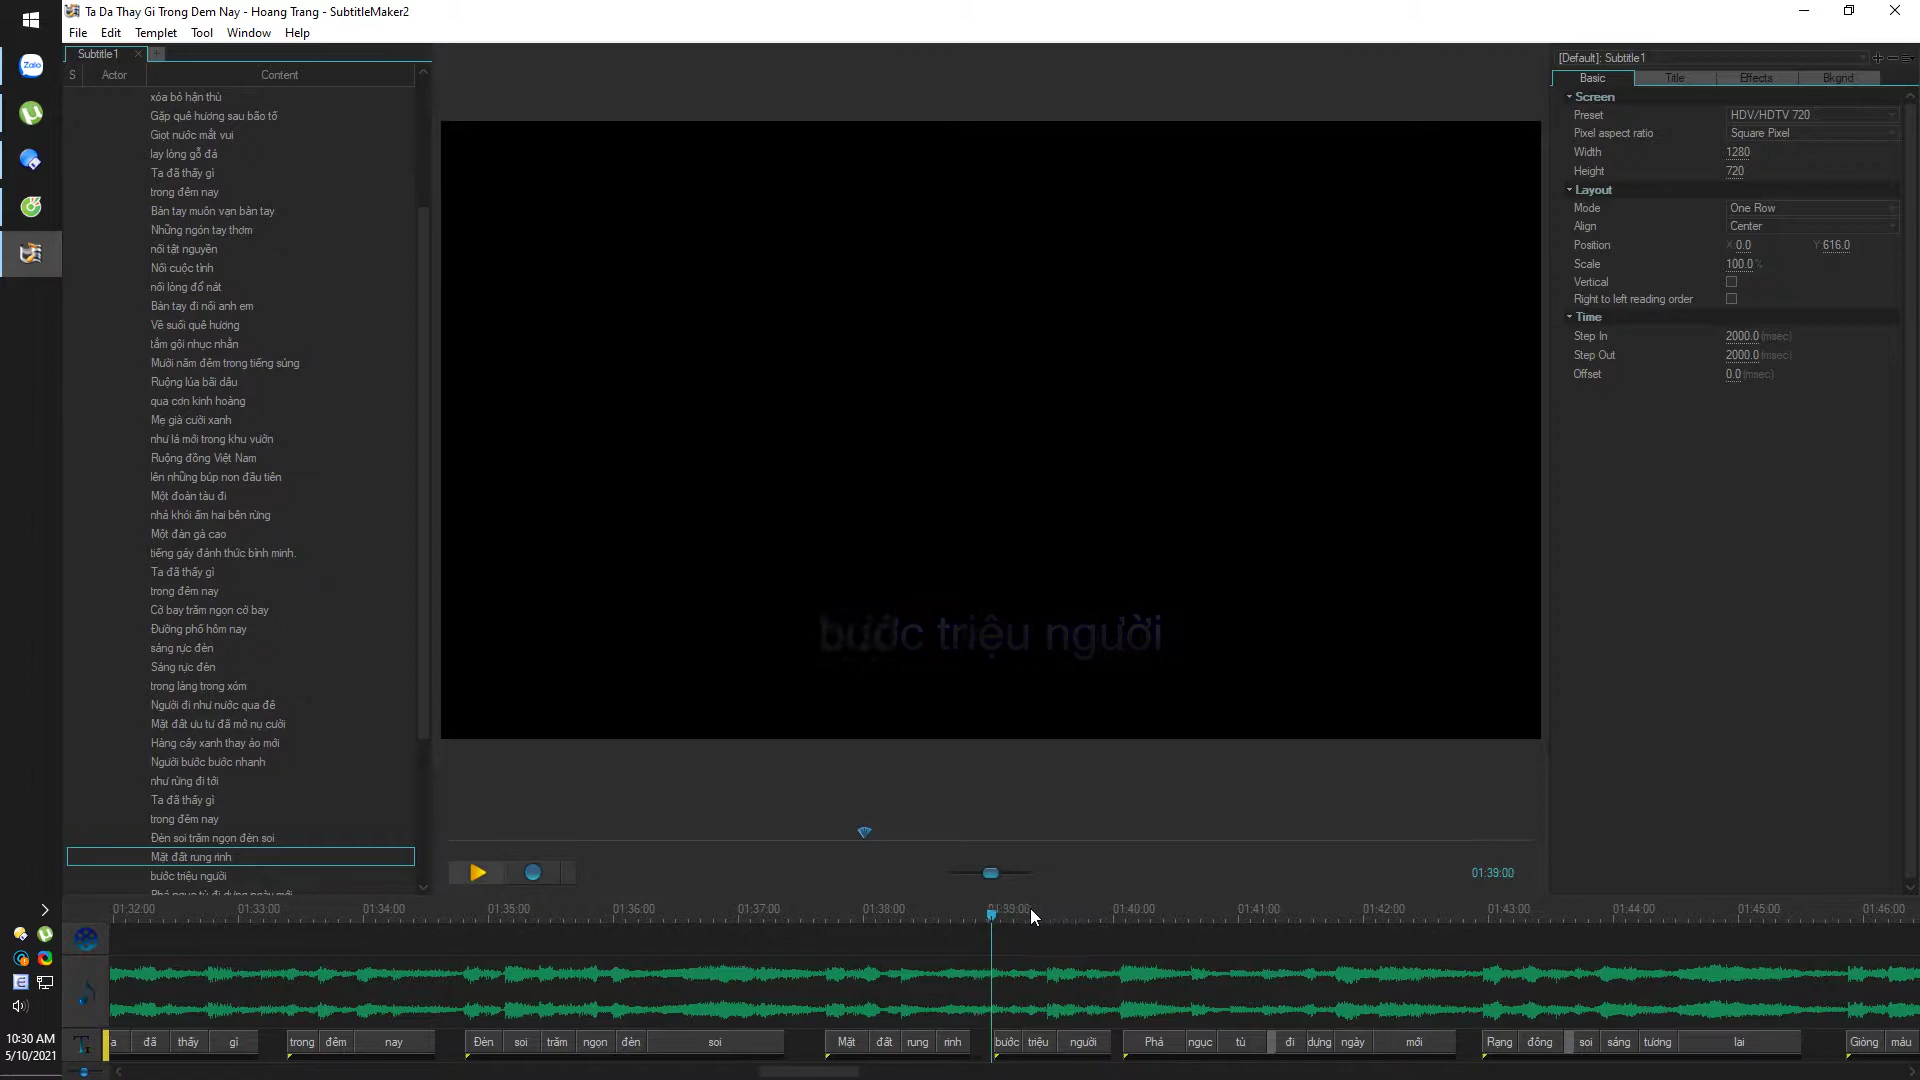 Ta Da Thay Gi Trong Dem Nay - Hoang Trang - SubtitleMaker2
File Edit Templet Tool Window Help
Zalo
Subtitle1
S Actor Content
xóa bỏ hận thù
Gặp quê hương sau bão tố
Giọt nước mắt vui
lay lòng gỗ đá
Ta đã thấy gì
trong đêm nay
Bàn tay muôn vạn bàn tay
Những ngón tay thơm
nối tật nguyền
Nối cuộc tình
nối lòng đổ nát
Bàn tay đi nối anh em
Về suối quê hương
tắm gội nhục nhằn
Mười năm đêm trong tiếng súng
Ruộng lúa bãi dâu
qua cơn kinh hoàng
Mẹ già cười xanh
như lá mới trong khu vườn
Ruộng đồng Việt Nam
lên những búp non đầu tiên
Một đoàn tàu đi
nhả khói ấm hai bên rừng
Một đàn gà cao
tiếng gáy đánh thức bình minh.
Ta đã thấy gì
trong đêm nay
Cờ bay trăm ngọn cờ bay
Đường phố hôm nay
sáng rực đèn
Sáng rực đèn
trong làng trong xóm
Người đi như nước qua đê
Mặt đất ưu tư đã mở nụ cười
Hàng cây xanh thay áo mới
Người bước bước nhanh
như rừng đi tới
Ta đã thấy gì
trong đêm nay
Đèn soi trăm ngọn đèn soi
Mặt đất rung rinh
bước triệu người
Phá ngục tù đi dựng ngày mới
bước triệu người
01:39:00
[Default]: Subtitle1
Basic Title Effects Bkgnd
Screen
Preset HDV/HDTV 720
Pixel aspect ratio Square Pixel
Width 1280
Height 720
Layout
Mode One Row
Align Center
Position X 0.0 Y 616.0
Scale 100.0 %
Vertical
Right to left reading order
Time
Step In 2000.0 (msec)
Step Out 2000.0 (msec)
Offset 0.0 (msec)
01:32:00 01:33:00 01:34:00 01:35:00 01:36:00 01:37:00 01:38:00 01:39:00 01:40:00 01:41:00 01:42:00 01:43:00 01:44:00 01:45:00 01:46:00
a đã thấy gì trong đêm nay Đèn soi trăm ngọn đèn soi Mặt đất rung rinh bước triệu người Phá ngục tù đi dựng ngày mới Rạng đông soi sáng tương lai Giòng máu
10:30 AM
5/10/2021